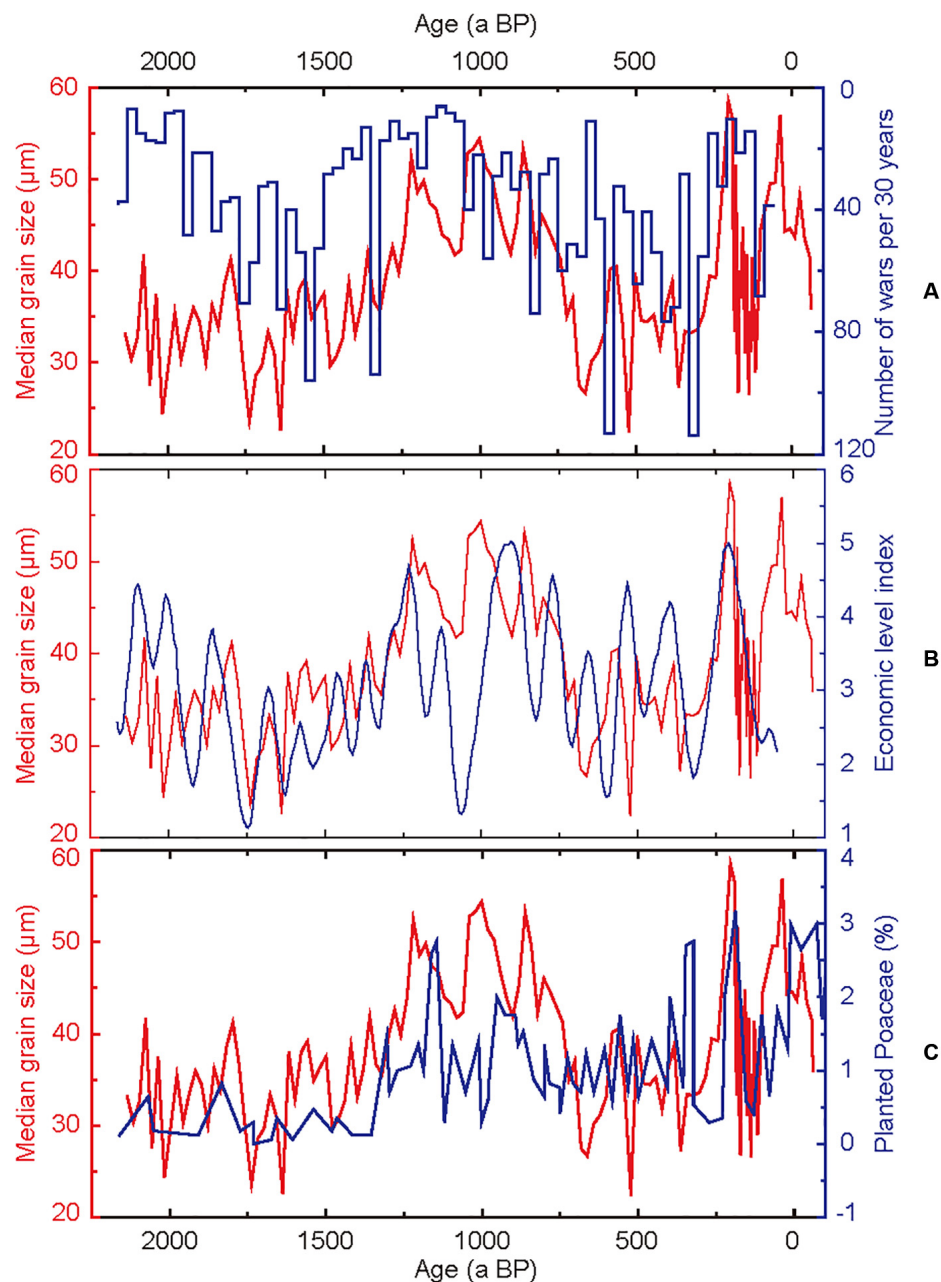 Age (a BP)
2000 1500 1000 500 0
60
50
40
30
20
Median grain size (µm)
0
40
80
120
Number of wars per 30 years
A
60
50
40
30
20
Median grain size (µm)
6
5
4
3
2
1
Economic level index
B
60
50
40
30
20
Median grain size (µm)
4
3
2
1
0
-1
Planted Poaceae (%)
C
2000 1500 1000 500 0
Age (a BP)